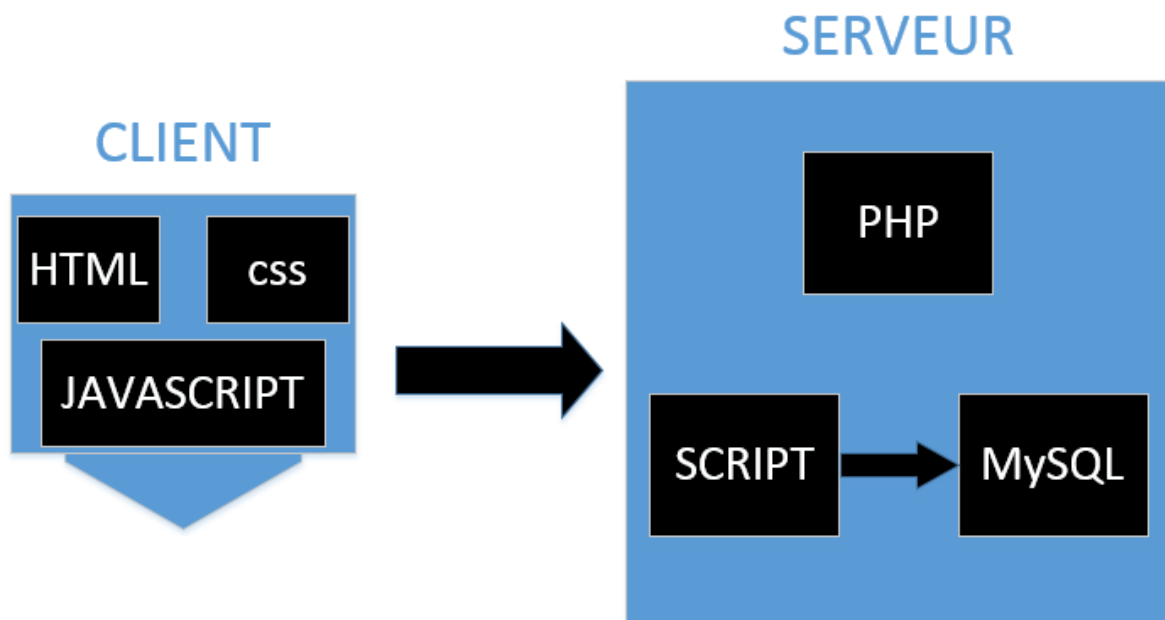 SERVEUR
CLIENT
PHP
HTML
css
JAVASCRIPT
SCRIPT
MySQL